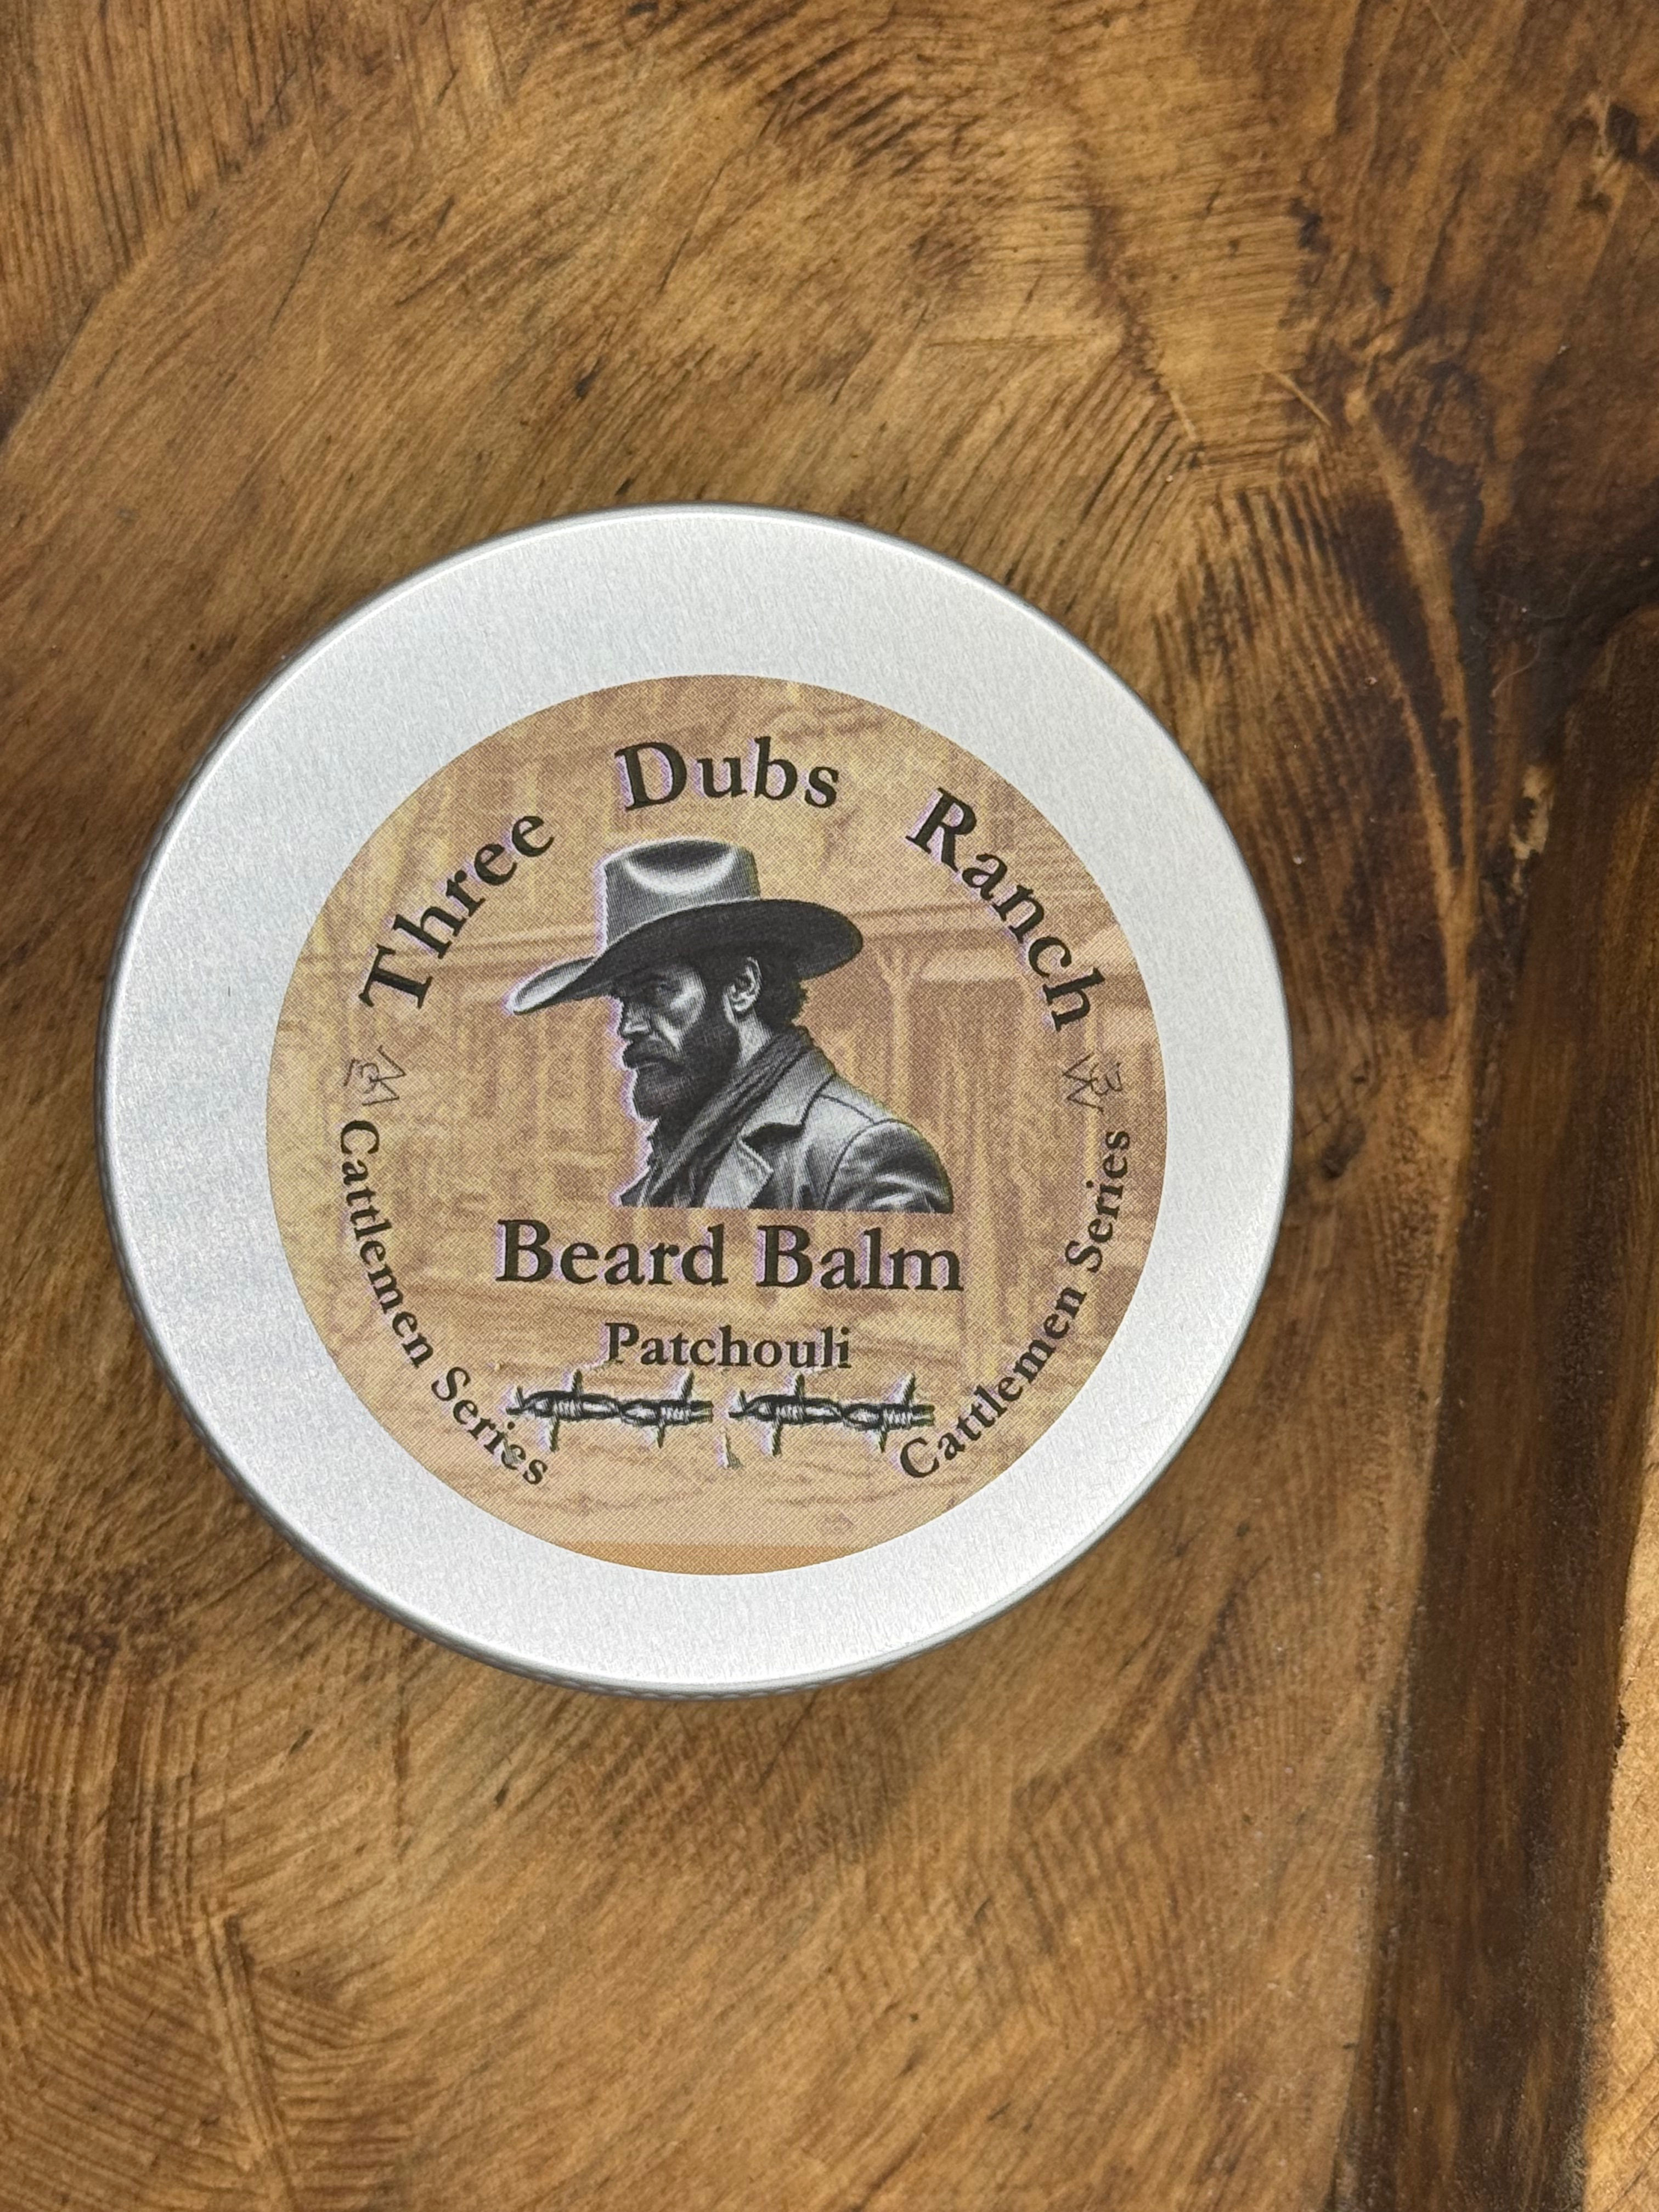 Three Dubs Ranch
Beard Balm
Patchouli
Cattlemen Series
Cattlemen Series